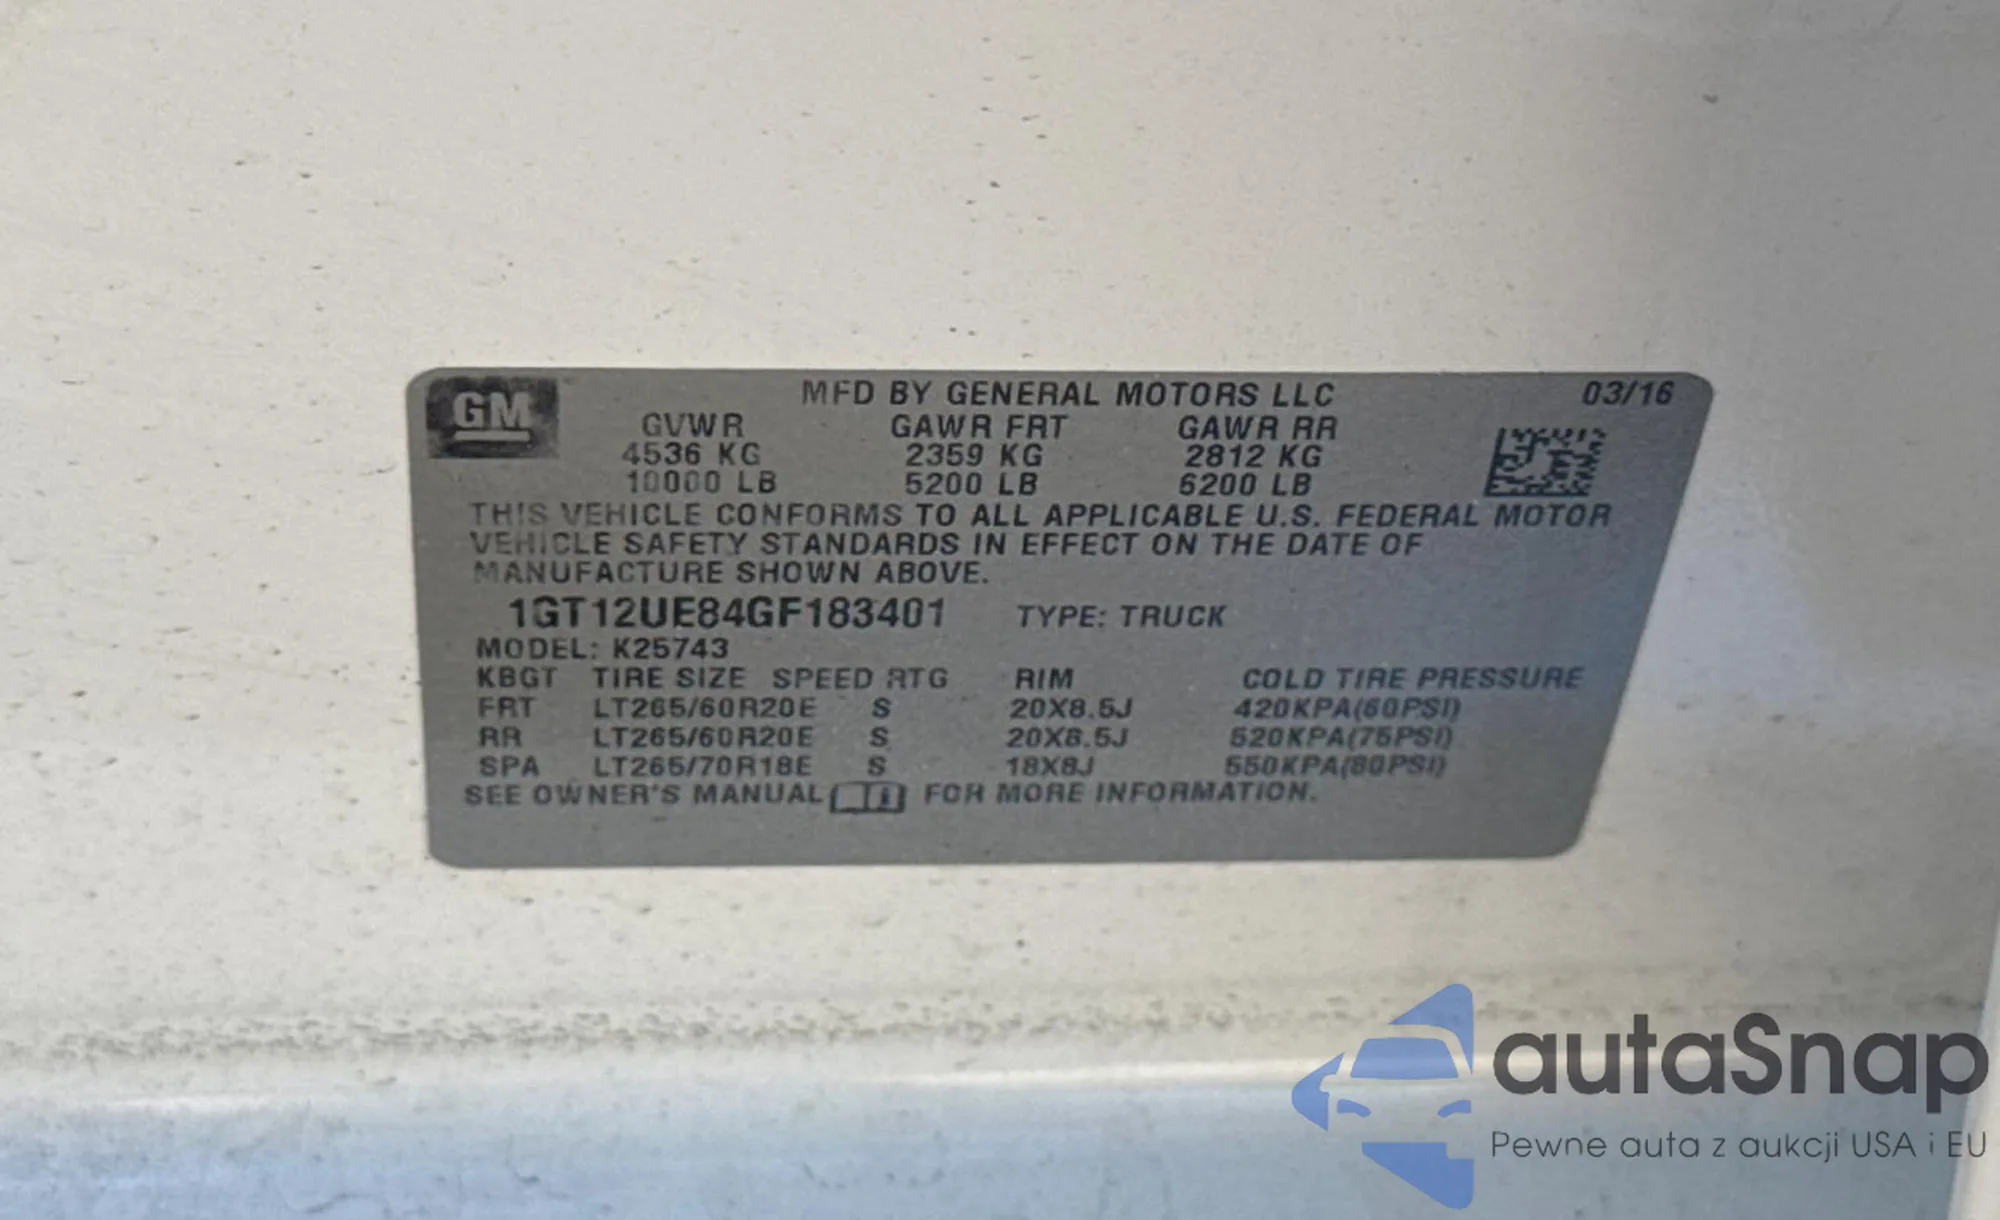 GM
MFD BY GENERAL MOTORS LLC 03/16
GVWR GAWR FRT GAWR RR
4536 KG 2359 KG 2812 KG
10000 LB 5200 LB 6200 LB
THIS VEHICLE CONFORMS TO ALL APPLICABLE U.S. FEDERAL MOTOR
VEHICLE SAFETY STANDARDS IN EFFECT ON THE DATE OF
MANUFACTURE SHOWN ABOVE.
1GT12UE84GF183401 TYPE: TRUCK
MODEL: K25743
KBGT TIRE SIZE SPEED RTG RIM COLD TIRE PRESSURE
FRT LT265/60R20E S 20X8.5J 420KPA(60PSI)
RR LT265/60R20E S 20X8.5J 520KPA(75PSI)
SPA LT265/70R18E S 18X8J 550KPA(80PSI)
SEE OWNER'S MANUAL FOR MORE INFORMATION.
autaSnap
Pewne auta z aukcji USA i EU